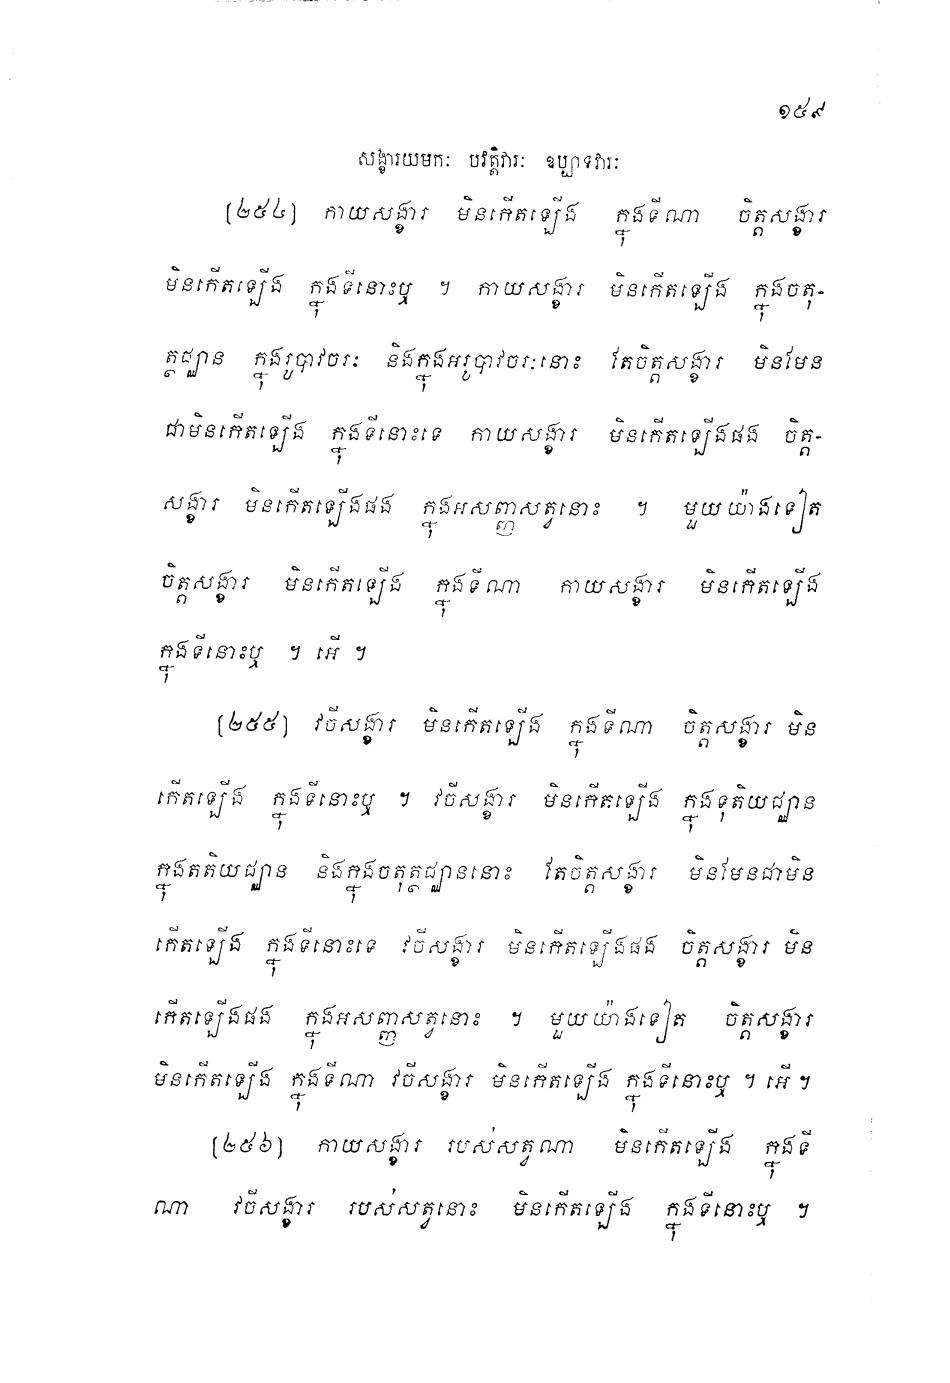 ១៥៩
សង្ខារយមកៈ បវត្តិវារៈ ឧប្បាទវារៈ
[២៥៤] កាយសង្ខារ មិនកើតឡើង ក្នុងទីណា ចិត្តសង្ខារ
មិនកើតឡើង ក្នុងទីនោះឬ ។ កាយសង្ខារ មិនកើតឡើង ក្នុងចតុ-
ត្ថជ្ឈាន ក្នុងរូបាវចរៈ និងក្នុងអរូបាវចរៈនោះ តែចិត្តសង្ខារ មិនមែន
ជាមិនកើតឡើង ក្នុងទីនោះទេ កាយសង្ខារ មិនកើតឡើងផង ចិត្ត-
សង្ខារ មិនកើតឡើងផង ក្នុងអសញ្ញសត្វនោះ ។ មួយយ៉ាងទៀត
ចិត្តសង្ខារ មិនកើតឡើង ក្នុងទីណា កាយសង្ខារ មិនកើតឡើង
ក្នុងទីនោះឬ ។ អើ ។
[២៥៥] វចីសង្ខារ មិនកើតឡើង ក្នុងទីណា ចិត្តសង្ខារ មិន
កើតឡើង ក្នុងទីនោះឬ ។ វចីសង្ខារ មិនកើតឡើង ក្នុងទុតិយជ្ឈាន
ក្នុងតតិយជ្ឈាន និងក្នុងចតុត្ថជ្ឈាននោះ តែចិត្តសង្ខារ មិនមែនជាមិន
កើតឡើង ក្នុងទីនោះទេ វចីសង្ខារ មិនកើតឡើងផង ចិត្តសង្ខារ មិន
កើតឡើងផង ក្នុងអសញ្ញសត្វនោះ ។ មួយយ៉ាងទៀត ចិត្តសង្ខារ
មិនកើតឡើង ក្នុងទីណា វចីសង្ខារ មិនកើតឡើង ក្នុងទីនោះឬ ។ អើ ។
[២៥៦] កាយសង្ខារ របស់សត្វណា មិនកើតឡើង ក្នុងទី
ណា វចីសង្ខារ របស់សត្វនោះ មិនកើតឡើង ក្នុងទីនោះឬ ។